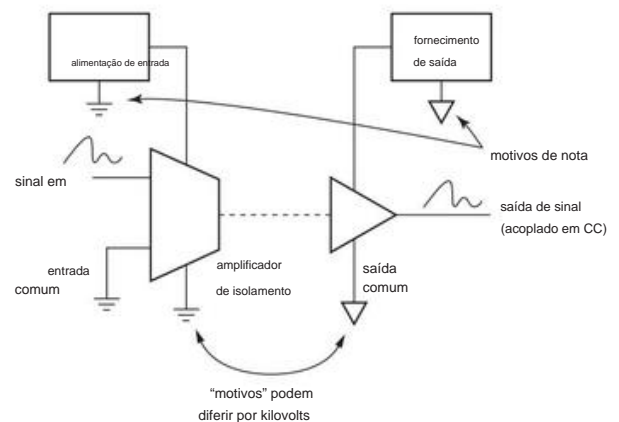 alimentação de entrada
fornecimento
de saída
motivos de nota
sinal em
saída de sinal
(acoplado em CC)
entrada
comum
amplificador
de isolamento
saída
comum
“motivos” podem
diferir por kilovolts